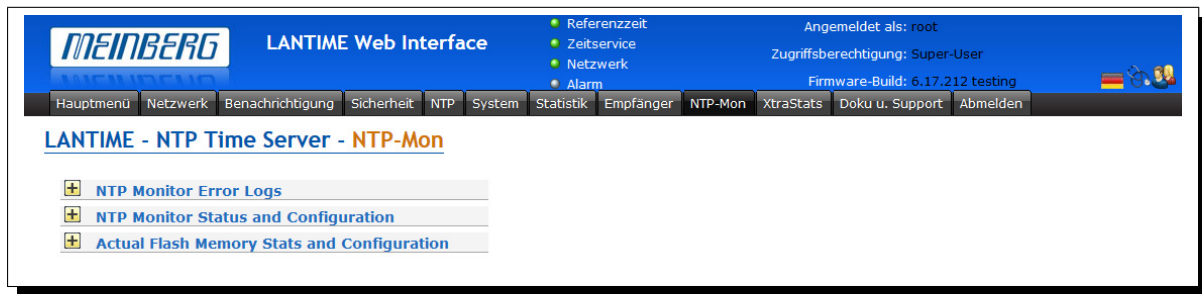 MEINBERG
LANTIME Web Interface
Referenzzeit
Zeitservice
Netzwerk
Alarm
Angemeldet als: root
Zugriffsberechtigung: Super-User
Firmware-Build: 6.17.212 testing
Hauptmenü Netzwerk Benachrichtigung Sicherheit NTP System Statistik Empfänger NTP-Mon XtraStats Doku u. Support Abmelden
LANTIME - NTP Time Server - NTP-Mon
NTP Monitor Error Logs
NTP Monitor Status and Configuration
Actual Flash Memory Stats and Configuration